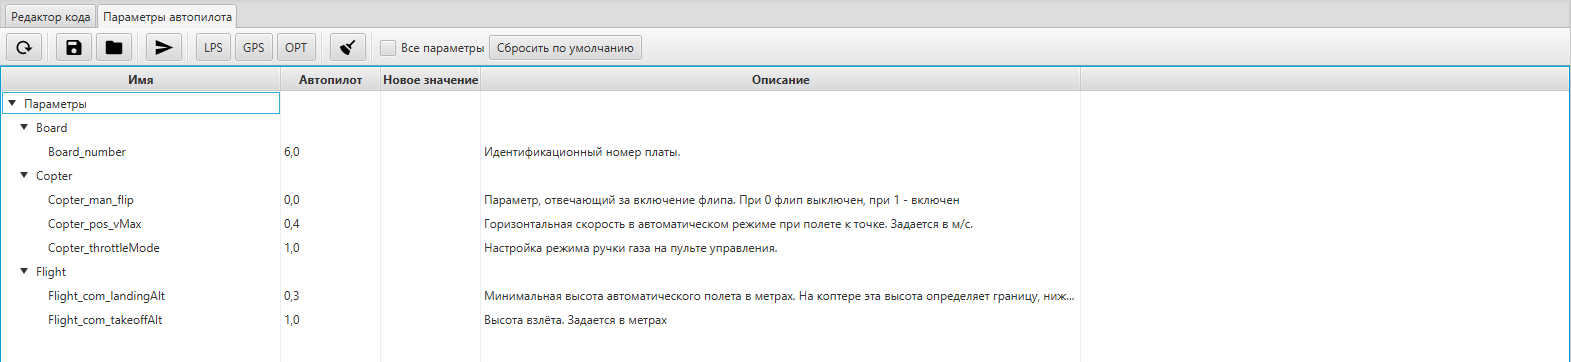 Редактор кода Параметры автопилота
LPS GPS OPT Все параметры Сбросить по умолчанию
Имя Автопилот Новое значение Описание
Параметры
Board
Board_number 6,0 Идентификационный номер платы.
Copter
Copter_man_flip 0,0 Параметр, отвечающий за включение флипа. При 0 флип выключен, при 1 - включен
Copter_pos_vMax 0,4 Горизонтальная скорость в автоматическом режиме при полете к точке. Задается в м/с.
Copter_throttleMode 1,0 Настройка режима ручки газа на пульте управления.
Flight
Flight_com_landingAlt 0,3 Минимальная высота автоматического полета в метрах. На коптере эта высота определяет границу, ниж...
Flight_com_takeoffAlt 1,0 Высота взлёта. Задается в метрах